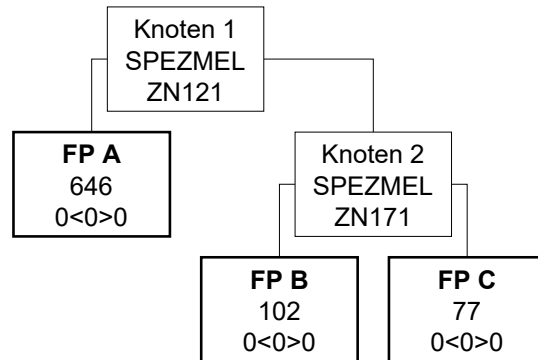 Knoten 1
SPEZMEL
ZN121
FP A
646
0<0>0
Knoten 2
SPEZMEL
ZN171
FP B
102
0<0>0
FP C
77
0<0>0